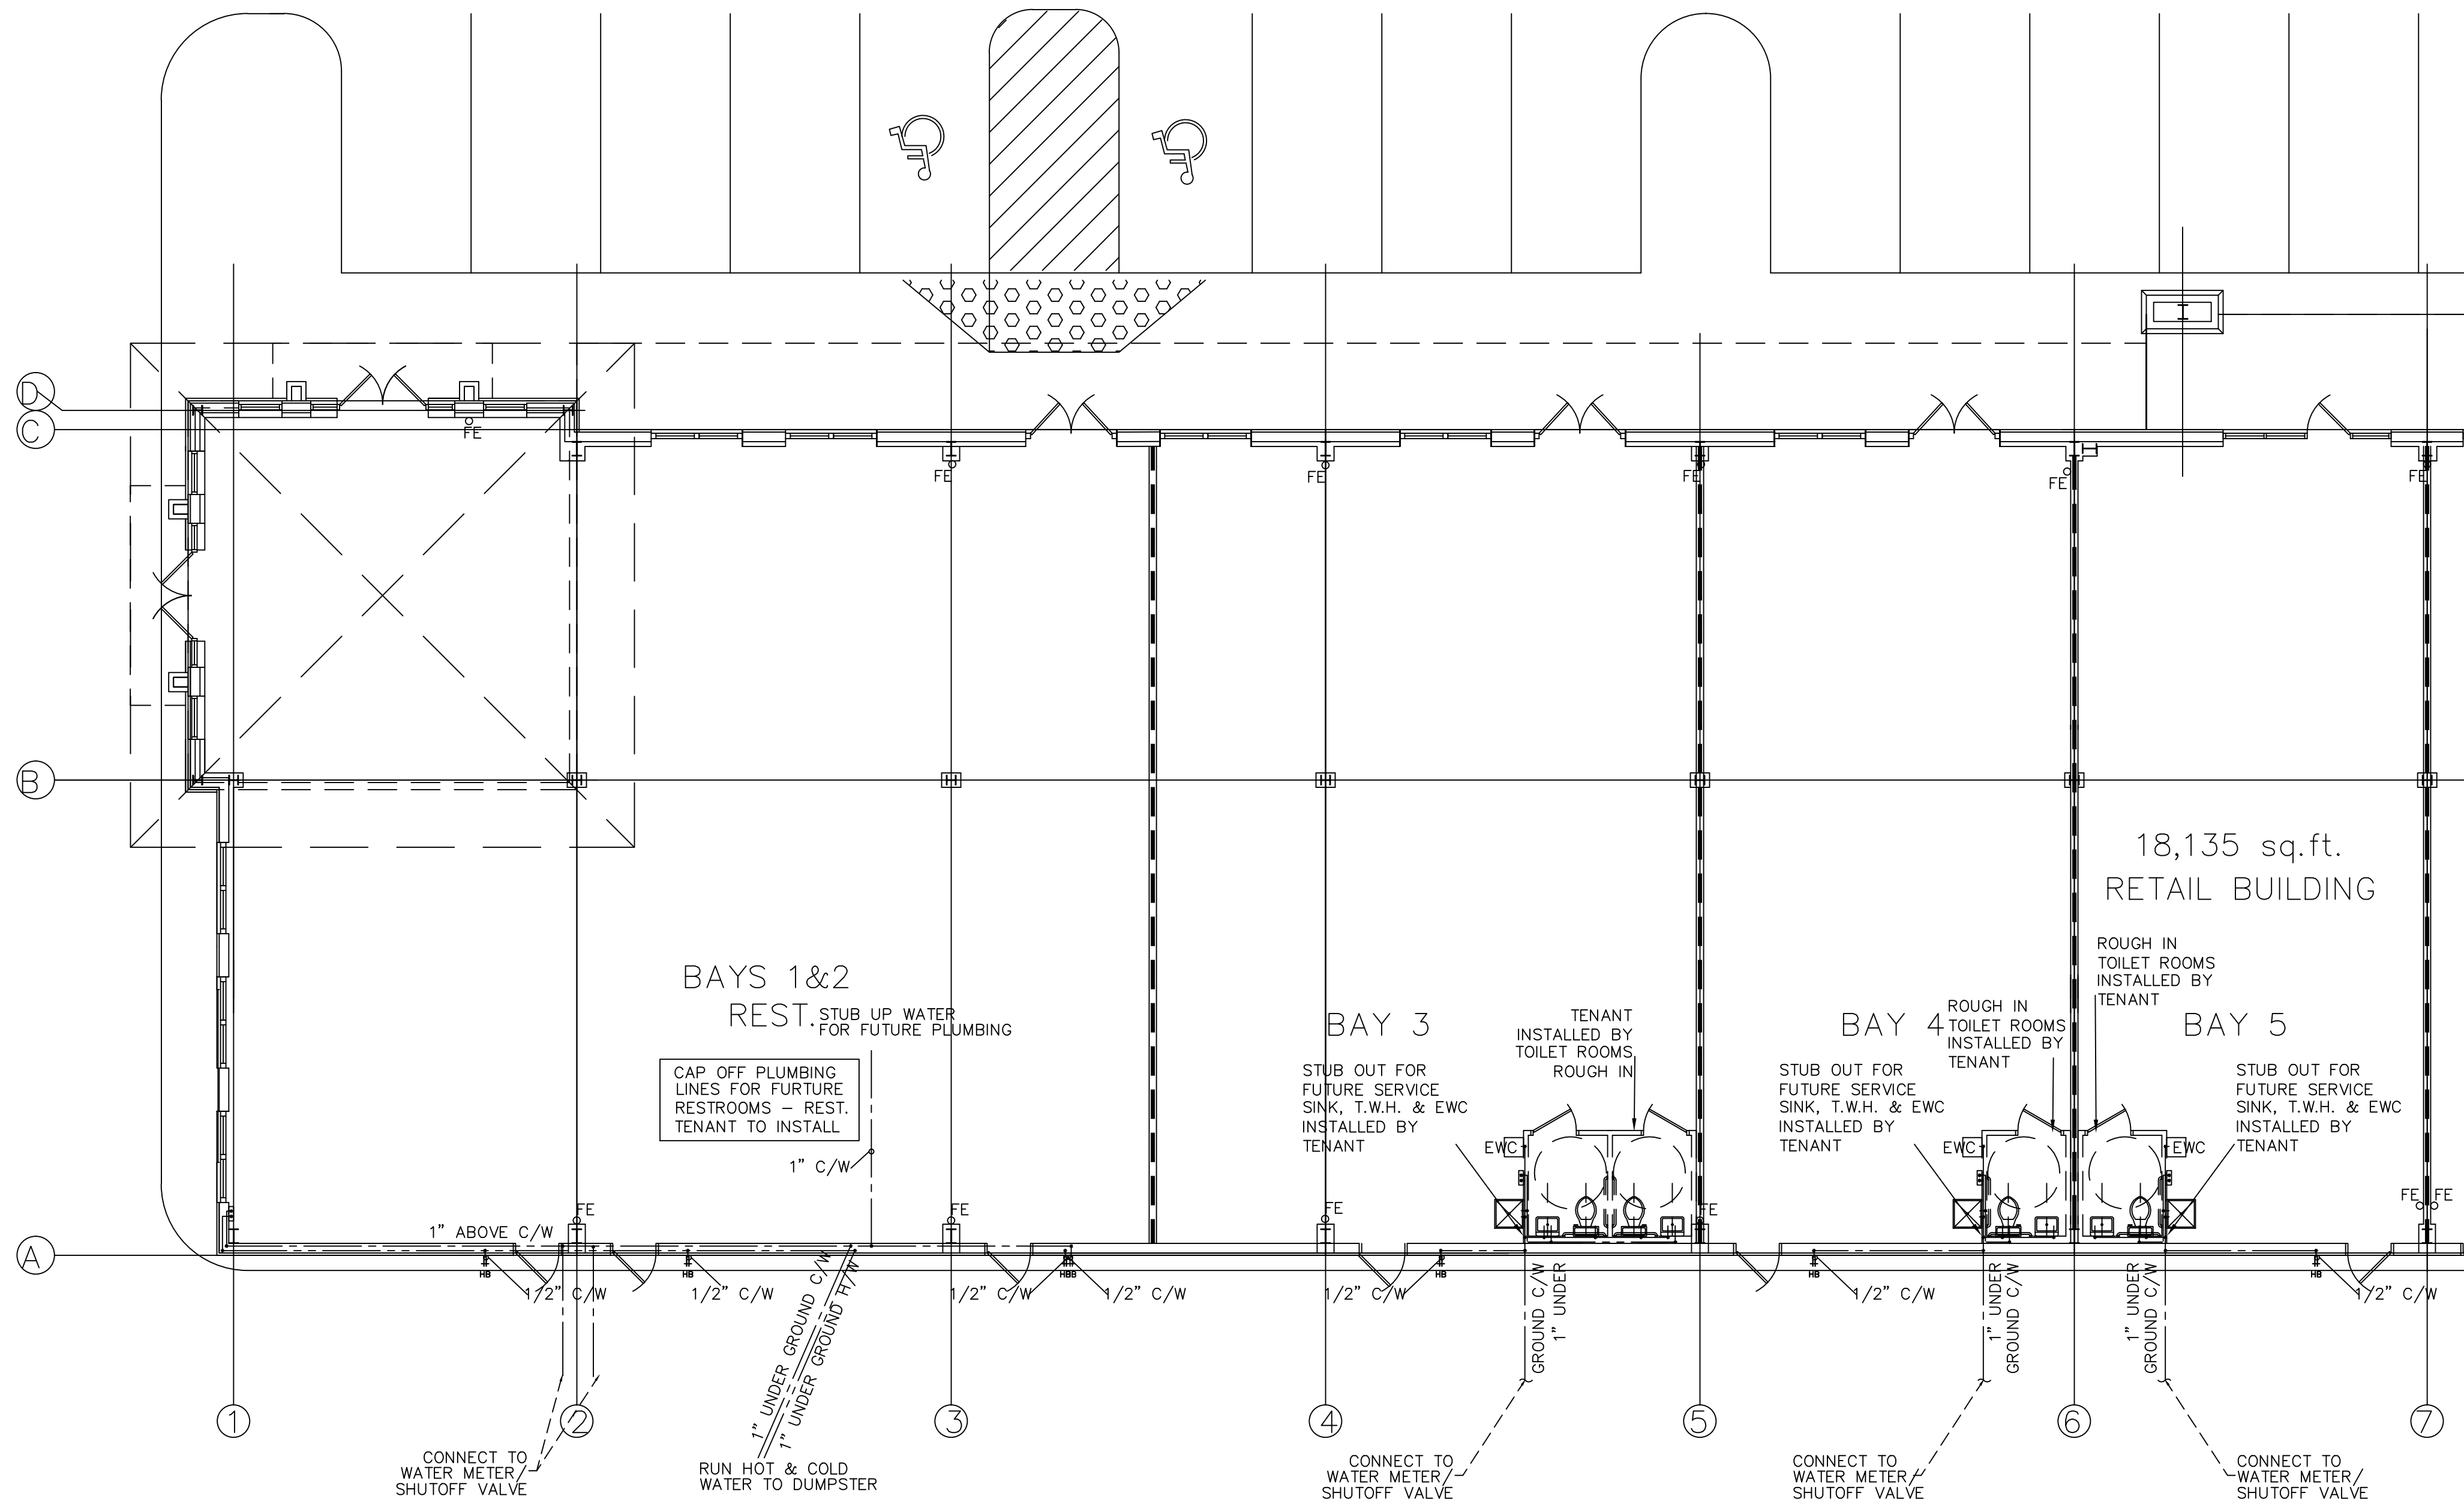 D
C
FE
FE
FE
FE
FE
FE
B
18,135 sq.ft.
RETAIL BUILDING
BAYS 1&2
REST.
STUB UP WATER
FOR FUTURE PLUMBING
CAP OFF PLUMBING
LINES FOR FURTURE
RESTROOMS – REST.
TENANT TO INSTALL
1" C/W
BAY 3
STUB OUT FOR
FUTURE SERVICE
SINK, T.W.H. & EWC
INSTALLED BY
TENANT
TENANT
INSTALLED BY
TOILET ROOMS
ROUGH IN
EWC
BAY 4
STUB OUT FOR
FUTURE SERVICE
SINK, T.W.H. & EWC
INSTALLED BY
TENANT
ROUGH IN
TOILET ROOMS
INSTALLED BY
TENANT
EWC
ROUGH IN
TOILET ROOMS
INSTALLED BY
TENANT
BAY 5
STUB OUT FOR
FUTURE SERVICE
SINK, T.W.H. & EWC
INSTALLED BY
TENANT
EWC
FE
FE
FE
FE
FE
FE
1" ABOVE C/W
A
HB
HB
HB
HB
HB
HB
HB
1/2" C/W
1/2" C/W
1/2" C/W
1/2" C/W
1/2" C/W
1/2" C/W
1/2" C/W
1" UNDER GROUND C/W
1" UNDER GROUND H/W
GROUND C/W
1" UNDER
1" UNDER
GROUND C/W
1" UNDER
GROUND C/W
1
2
3
4
5
6
7
CONNECT TO
WATER METER/
SHUTOFF VALVE
RUN HOT & COLD
WATER TO DUMPSTER
CONNECT TO
WATER METER/
SHUTOFF VALVE
CONNECT TO
WATER METER/
SHUTOFF VALVE
CONNECT TO
WATER METER/
SHUTOFF VALVE